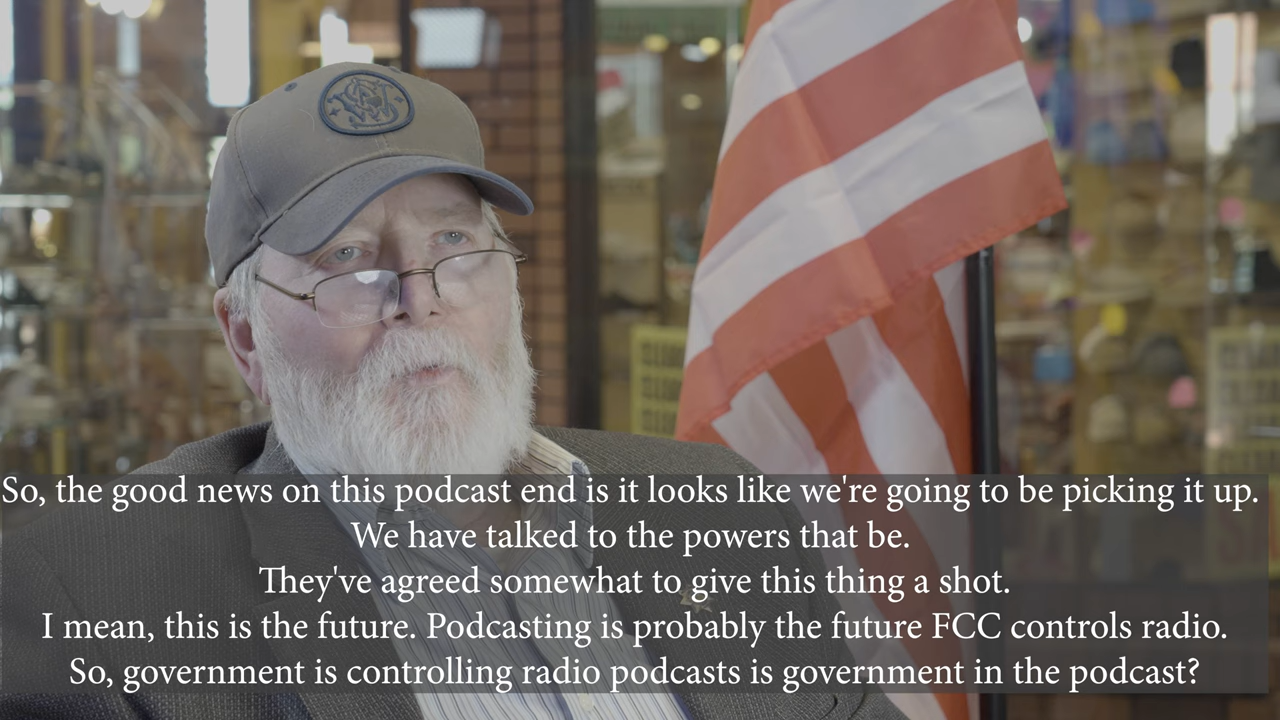 So, the good news on this podcast end is it looks like we're going to be picking it up.
We have talked to the powers that be.
They've agreed somewhat to give this thing a shot.
I mean, this is the future. Podcasting is probably the future FCC controls radio.
So, government is controlling radio podcasts is government in the podcast?